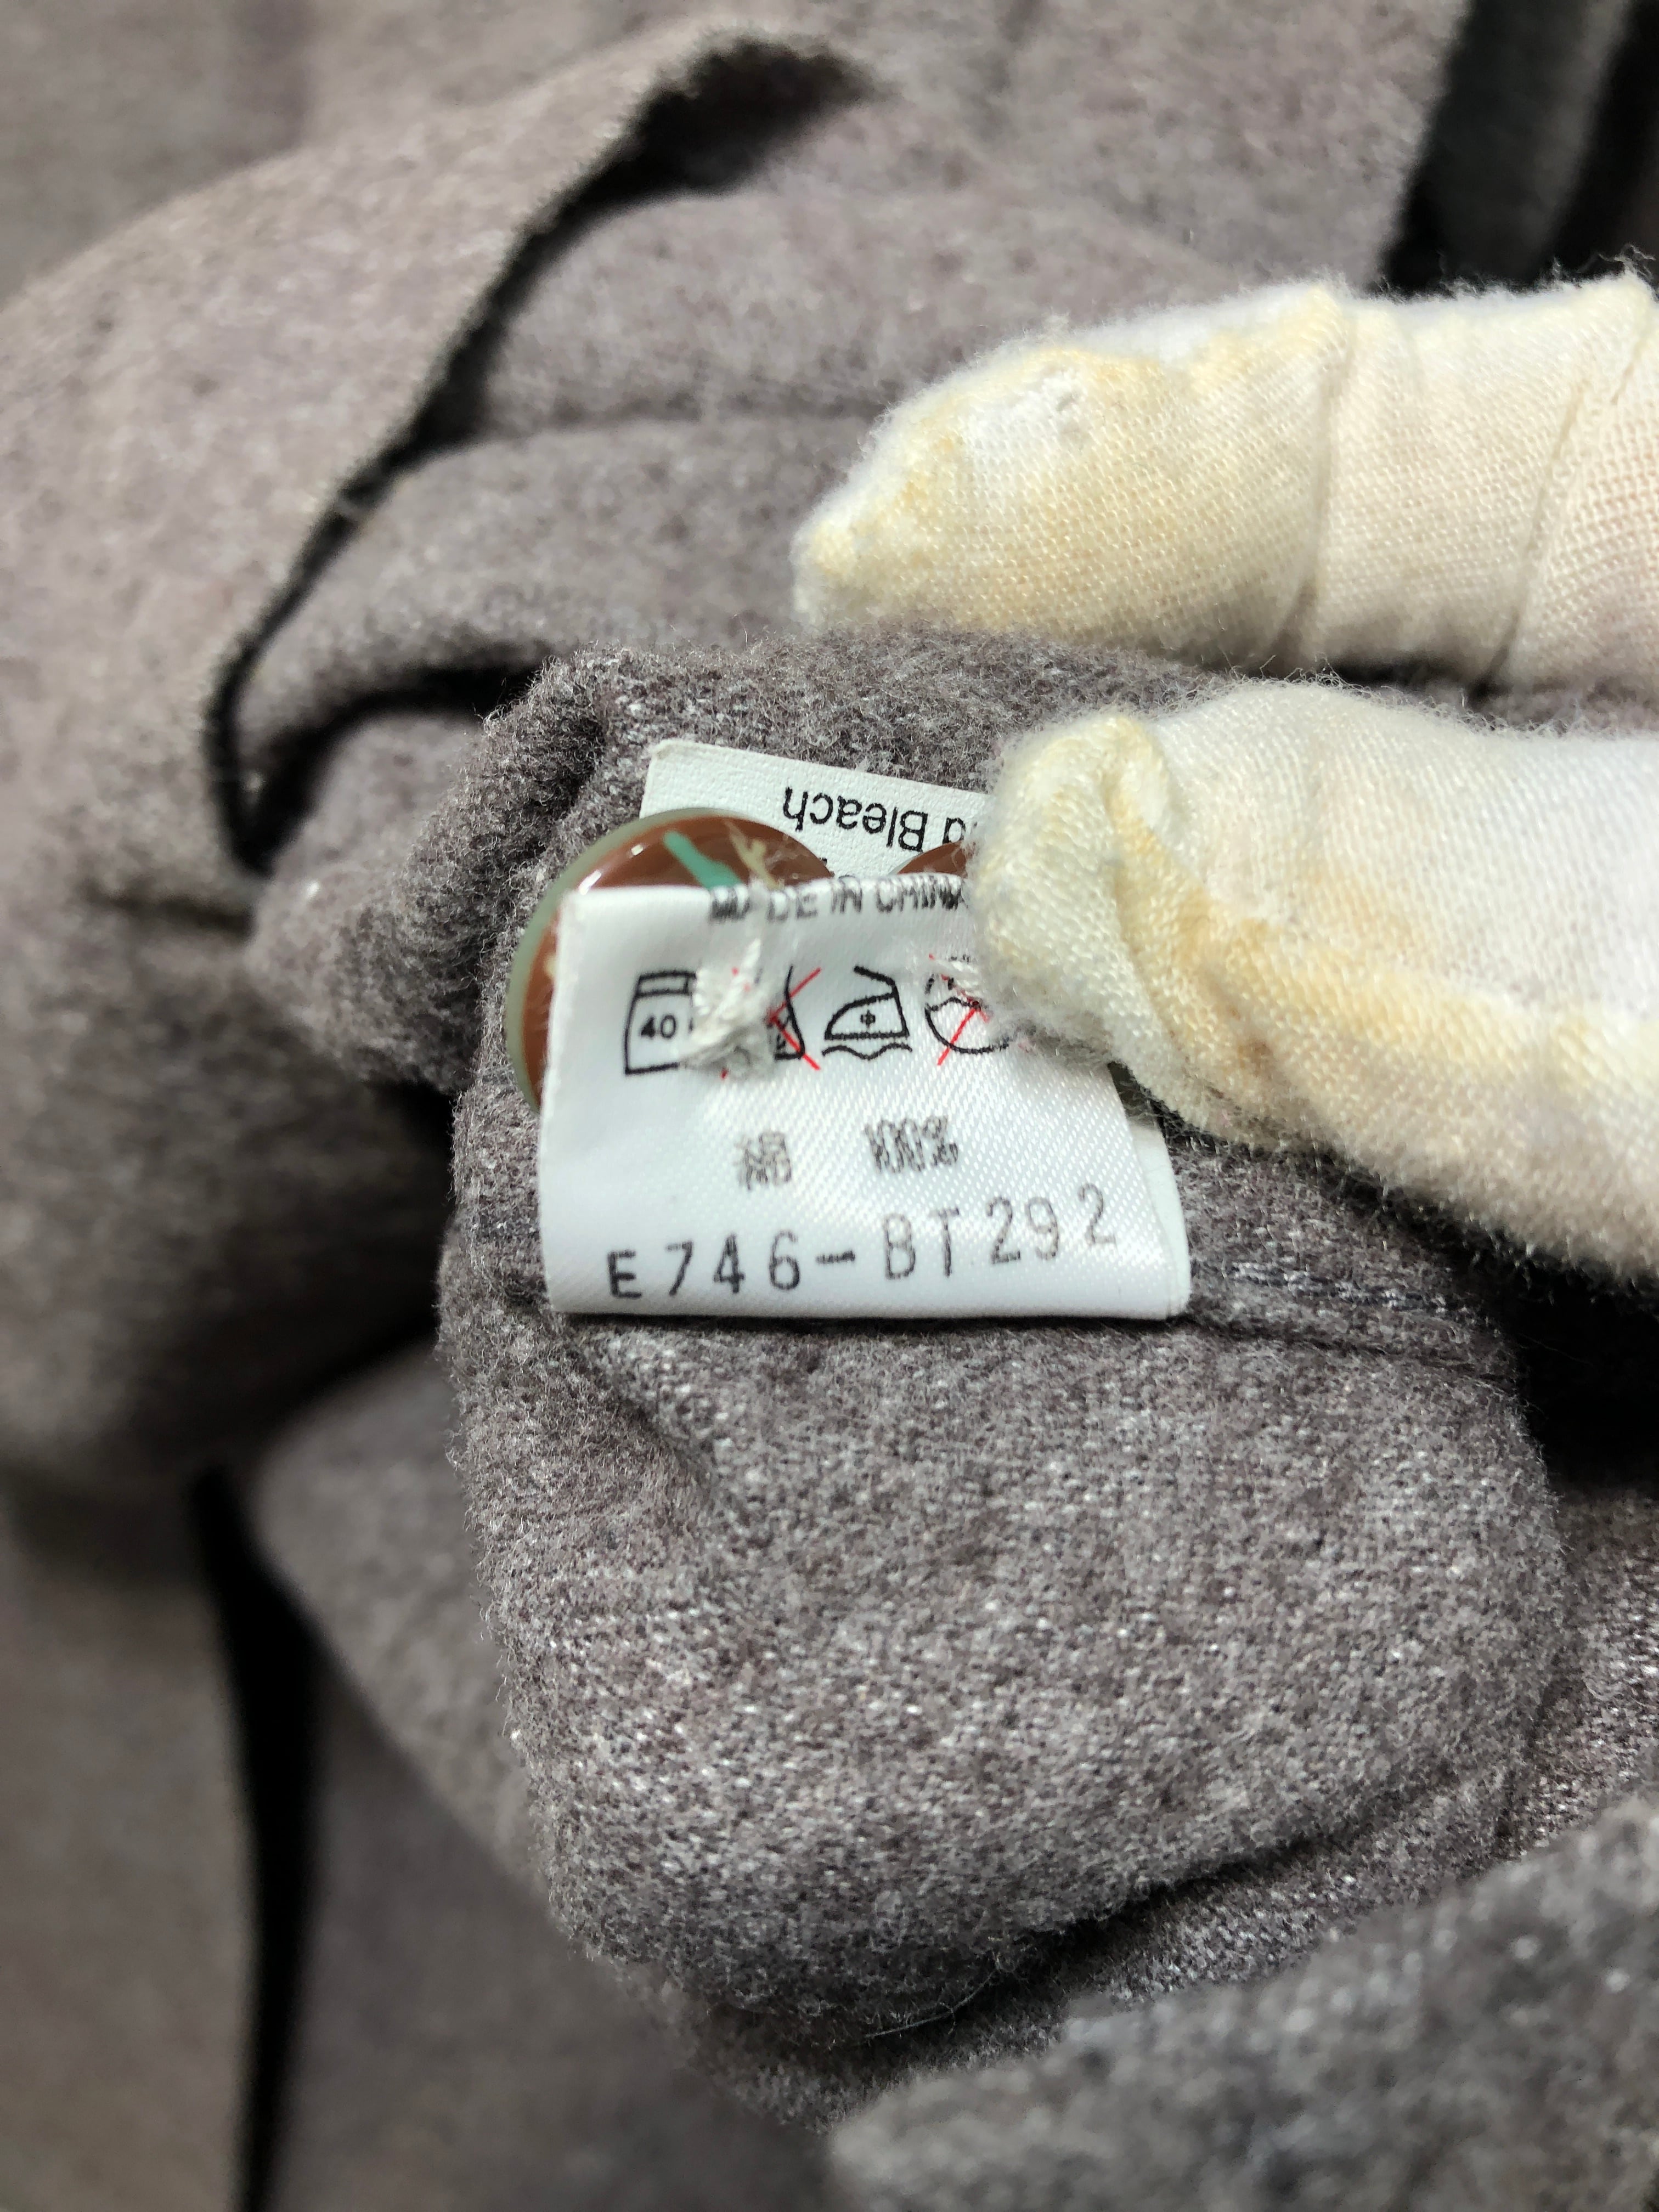 Bleach
MADE IN CHINA
40
綿 100%
E746-BT292